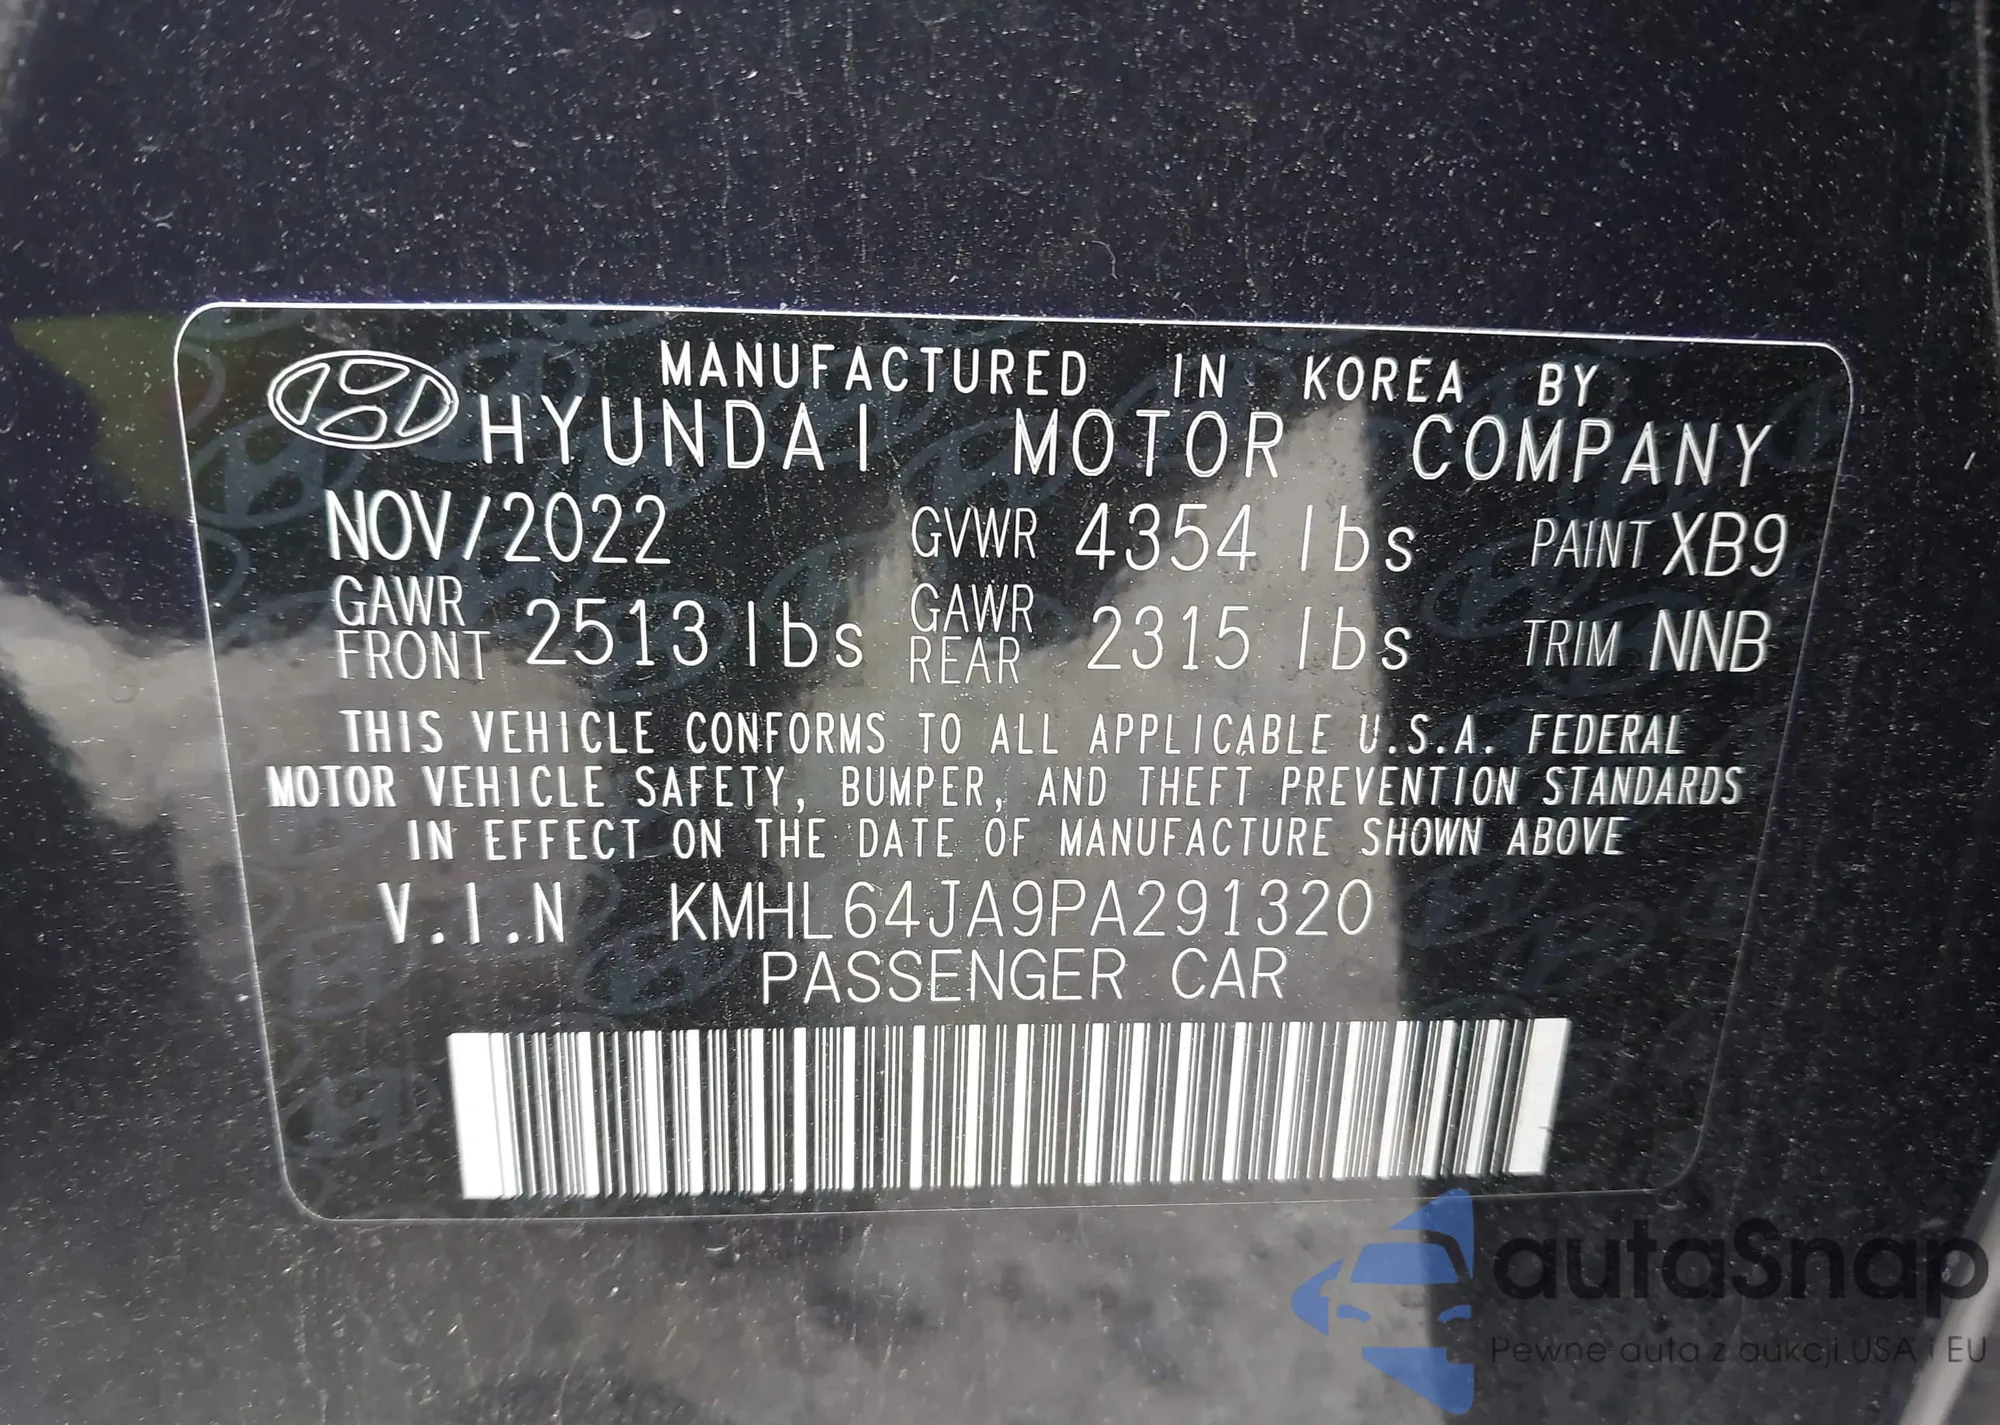 MANUFACTURED IN KOREA BY
HYUNDAI MOTOR COMPANY
NOV/2022 GVWR 4354 lbs PAINT XB9
GAWR FRONT 2513 lbs GAWR REAR 2315 lbs TRIM NNB
THIS VEHICLE CONFORMS TO ALL APPLICABLE U.S.A. FEDERAL
MOTOR VEHICLE SAFETY, BUMPER, AND THEFT PREVENTION STANDARDS
IN EFFECT ON THE DATE OF MANUFACTURE SHOWN ABOVE
V.I.N KMHL64JA9PA291320
PASSENGER CAR
autaSnap
Pewne auta z aukcji USA i EU